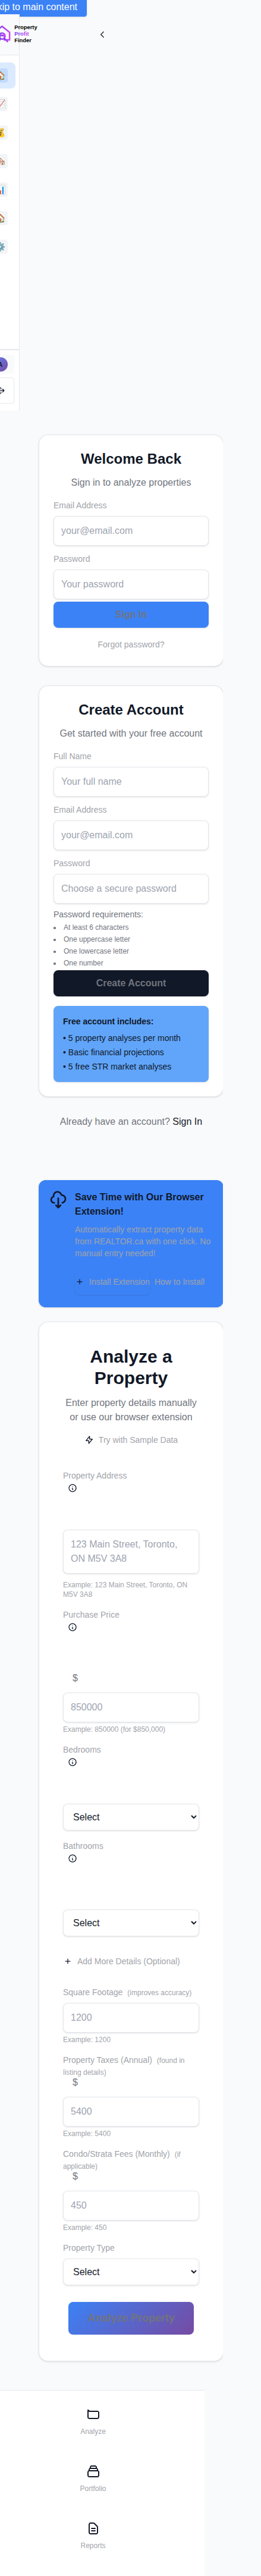 kip to main content
Property
Profit
Finder
Welcome Back
Sign in to analyze properties
Email Address
your@email.com
Password
Your password
Sign In
Forgot password?
Create Account
Get started with your free account
Full Name
Your full name
Email Address
your@email.com
Password
Choose a secure password
Password requirements:
• At least 6 characters
• One uppercase letter
• One lowercase letter
• One number
Create Account
Free account includes:
• 5 property analyses per month
• Basic financial projections
• 5 free STR market analyses
Already have an account? Sign In
Save Time with Our Browser
Extension!
Automatically extract property data
from REALTOR.ca with one click. No
manual entry needed!
Install Extension How to Install
Analyze a
Property
Enter property details manually
or use our browser extension
Try with Sample Data
Property Address
123 Main Street, Toronto,
ON M5V 3A8
Example: 123 Main Street, Toronto, ON
M5V 3A8
Purchase Price
$
850000
Example: 850000 (for $850,000)
Bedrooms
Select
Bathrooms
Select
+ Add More Details (Optional)
Square Footage (improves accuracy)
1200
Example: 1200
Property Taxes (Annual) (found in
listing details)
$
5400
Example: 5400
Condo/Strata Fees (Monthly) (if
applicable)
$
450
Example: 450
Property Type
Select
Analyze Property
Analyze
Portfolio
Reports